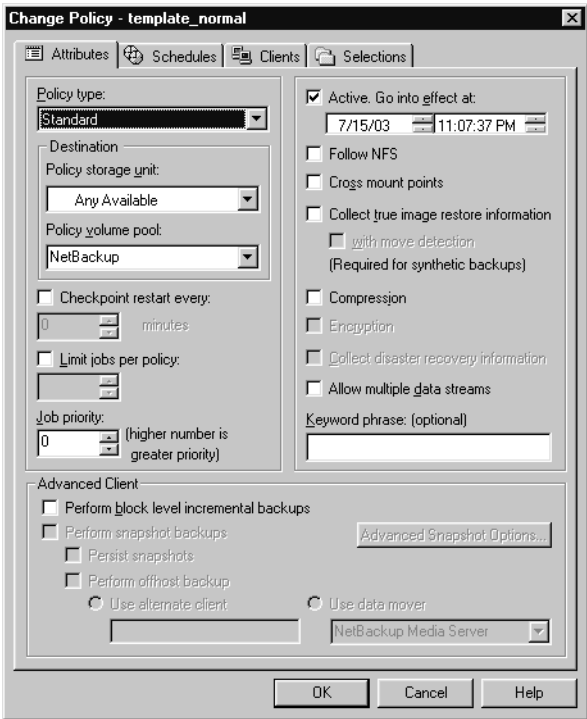 Change Policy - template_normal
Attributes
Schedules
Clients
Selections
Policy type:
Standard
Destination
Policy storage unit:
Any Available
Policy volume pool:
NetBackup
Checkpoint restart every:
0 minutes
Limit jobs per policy:
Job priority:
0 (higher number is
greater priority)
Active. Go into effect at:
7/15/03 11:07:37 PM
Follow NFS
Cross mount points
Collect true image restore information
with move detection
(Required for synthetic backups)
Compression
Encryption
Collect disaster recovery information
Allow multiple data streams
Keyword phrase: (optional)
Advanced Client
Perform block level incremental backups
Perform snapshot backups
Advanced Snapshot Options...
Persist snapshots
Perform offhost backup
Use alternate client
Use data mover
NetBackup Media Server
OK
Cancel
Help